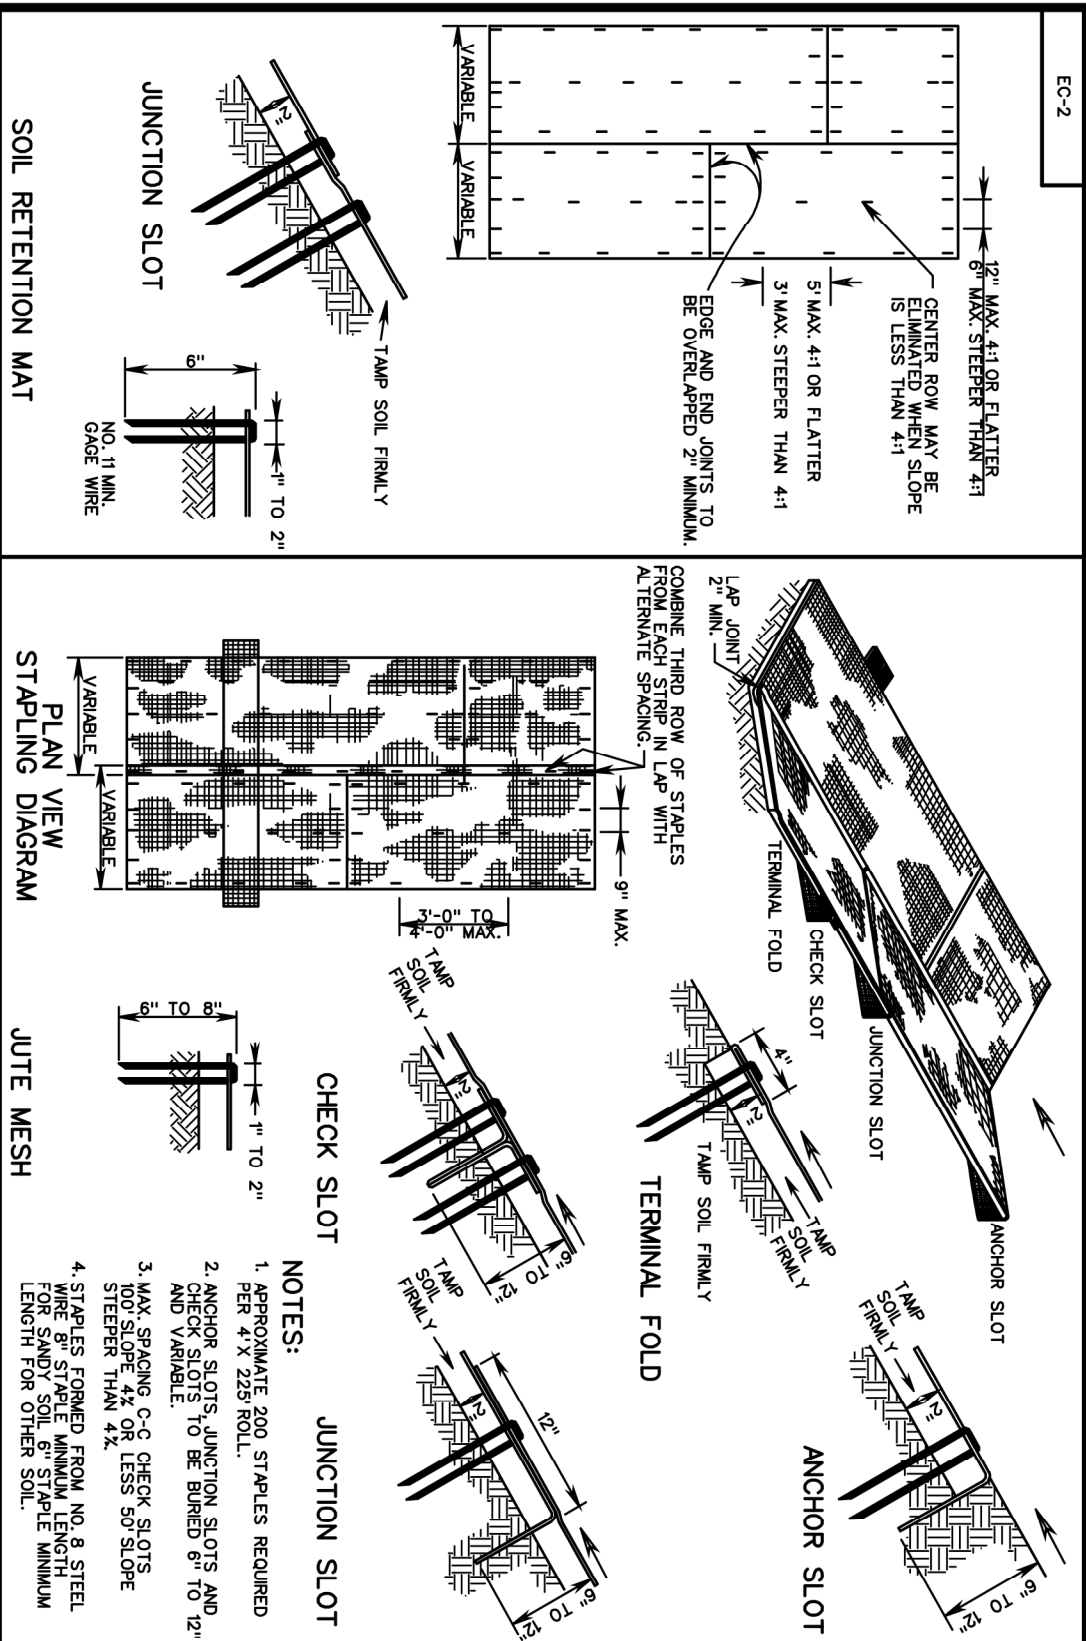 EC-2
12" MAX. 4:1 OR FLATTER
6" MAX. STEEPER THAN 4:1
CENTER ROW MAY BE
ELIMINATED WHEN SLOPE
IS LESS THAN 4:1
5' MAX. 4:1 OR FLATTER
3' MAX. STEEPER THAN 4:1
EDGE AND END JOINTS TO
BE OVERLAPPED 2" MINIMUM.
VARIABLE
VARIABLE
2"
TAMP SOIL FIRMLY
JUNCTION SLOT
6"
1" TO 2"
NO. 11 MIN.
GAGE WIRE
SOIL RETENTION MAT
LAP JOINT
2" MIN.
TERMINAL FOLD
CHECK SLOT
JUNCTION SLOT
ANCHOR SLOT
COMBINE THIRD ROW OF STAPLES
FROM EACH STRIP IN LAP WITH
ALTERNATE SPACING.
9" MAX.
3'-0" TO
4'-0" MAX.
VARIABLE
VARIABLE
PLAN VIEW
STAPLING DIAGRAM
4"
2"
TAMP
SOIL
FIRMLY
TAMP SOIL FIRMLY
TERMINAL FOLD
TAMP
SOIL
FIRMLY
2"
6" TO
12"
ANCHOR SLOT
TAMP
SOIL
FIRMLY
2"
6" TO
12"
CHECK SLOT
TAMP
SOIL
FIRMLY
2"
12"
6" TO
12"
JUNCTION SLOT
6" TO 8"
1" TO 2"
JUTE MESH
NOTES:
1. APPROXIMATE 200 STAPLES REQUIRED
PER 4' X 225' ROLL.
2. ANCHOR SLOTS, JUNCTION SLOTS AND
CHECK SLOTS TO BE BURIED 6" TO 12"
AND VARIABLE.
3. MAX. SPACING C-C CHECK SLOTS
100' SLOPE 4% OR LESS 50' SLOPE
STEEPER THAN 4%.
4. STAPLES FORMED FROM NO. 8 STEEL
WIRE 8" STAPLE MINIMUM LENGTH
FOR SANDY SOIL 6" STAPLE MINIMUM
LENGTH FOR OTHER SOIL.